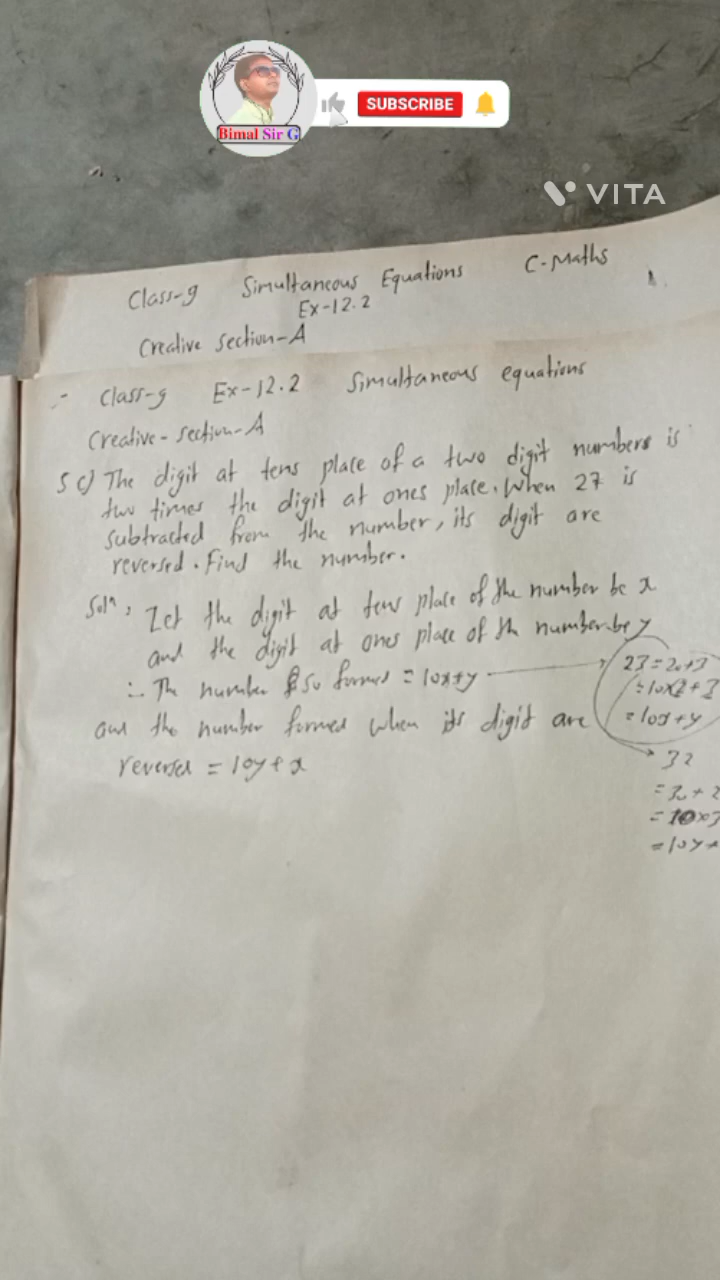 Bimal Sir G
SUBSCRIBE
VITA
Class-9 Simultaneous Equations C-Maths
Ex-12.2
Creative Section-A
Class-9 Ex-12.2 Simultaneous equations
Creative-section-A
5 c) The digit at tens place of a two digit numbers is
two times the digit at ones place. When 27 is
subtracted from the number, its digit are
reversed. Find the number.
Solⁿ: Let the digit at tens place of the number be x
and the digit at ones place of th number be y
∴ The number so formed = 10x+y
23 = 20+3
= 10x2+3
= 10x+y
and the number formed when its digit are
reversed = 10y+x
32
= 30+2
= 10x3
= 10y+